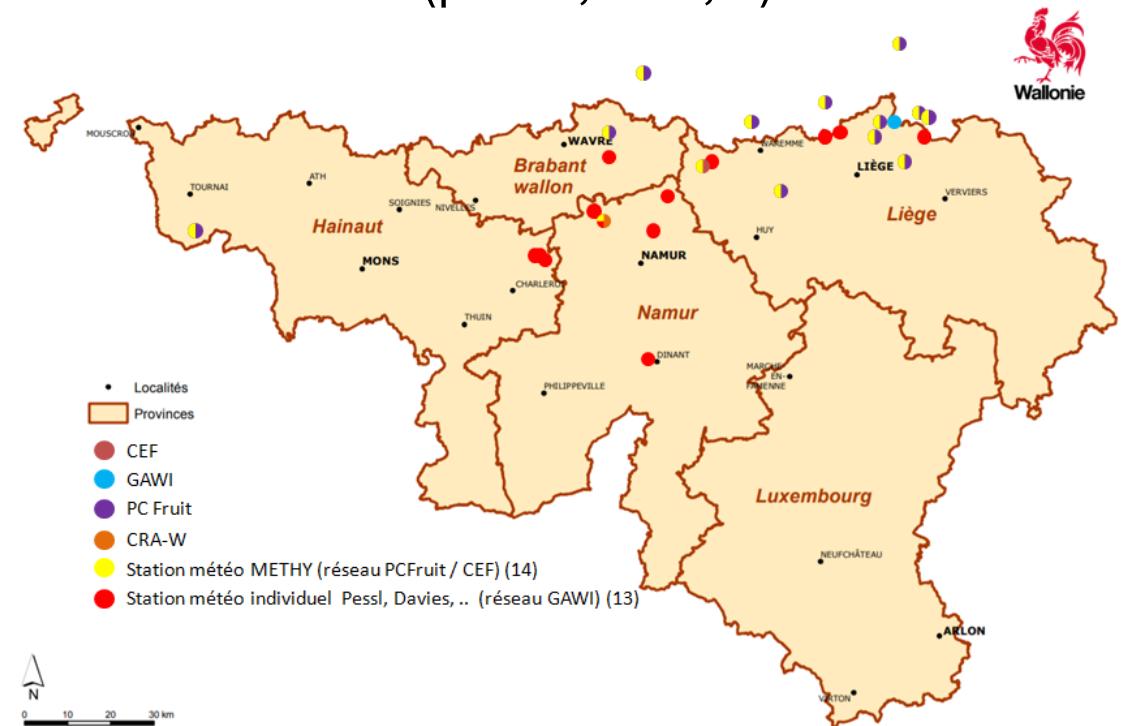 Wallonie
MOUSCRO
WAVRE
WAREMME
Brabant
wallon
LIÈGE
TOURNAI
ATH
VERVIERS
SOIGNIES
NIVELLES
Liège
Hainaut
HUY
MONS
NAMUR
CHARLEROI
Namur
THUIN
DINANT
MARCHE
EN-
FAMENNE
PHILIPPEVILLE
Localités
Provinces
CEF
GAWI
PC Fruit
CRA-W
Station météo METHY (réseau PCFruit / CEF) (14)
Station météo individuel Pessl, Davies, .. (réseau GAWI) (13)
Luxembourg
NEUFCHÂTEAU
ARLON
VIRTON
N
0 10 20 30 km